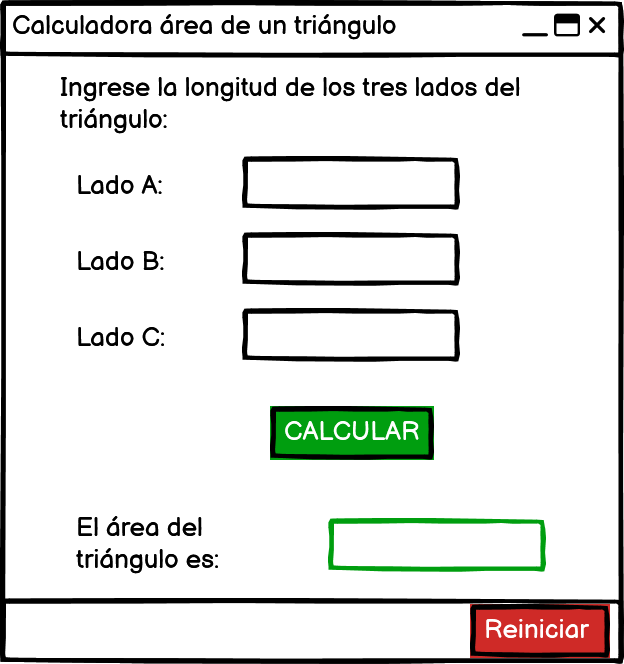 Calculadora área de un triángulo
Ingrese la longitud de los tres lados del
triángulo:
Lado A:
Lado B:
Lado C:
CALCULAR
El área del
triángulo es:
Reiniciar